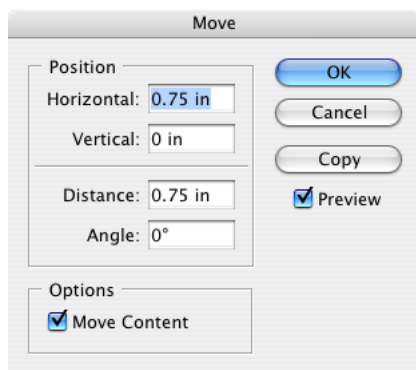 Move
Position
Horizontal: 0.75 in
Vertical: 0 in
Distance: 0.75 in
Angle: 0°
Options
Move Content
OK
Cancel
Copy
Preview